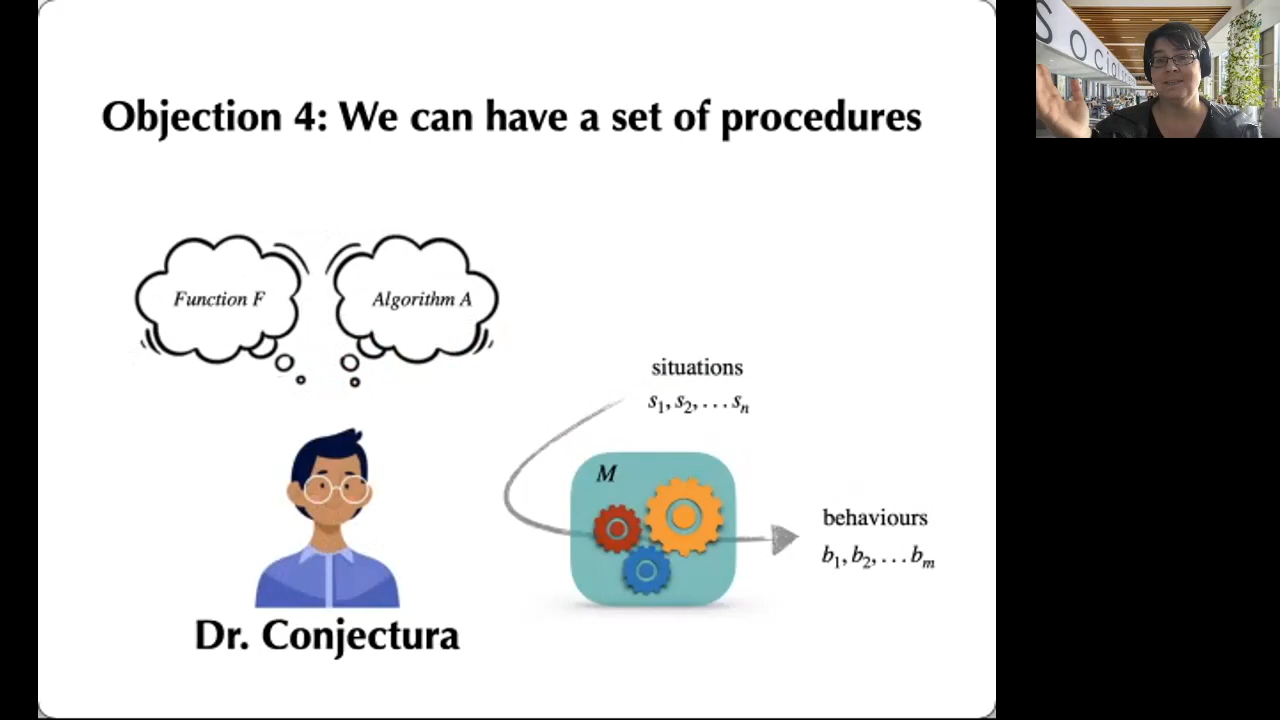 Objection 4: We can have a set of procedures
Function F
Algorithm A
situations
s₁, s₂, . . . sₙ
M
behaviours
b₁, b₂, . . . bₘ
Dr. Conjectura